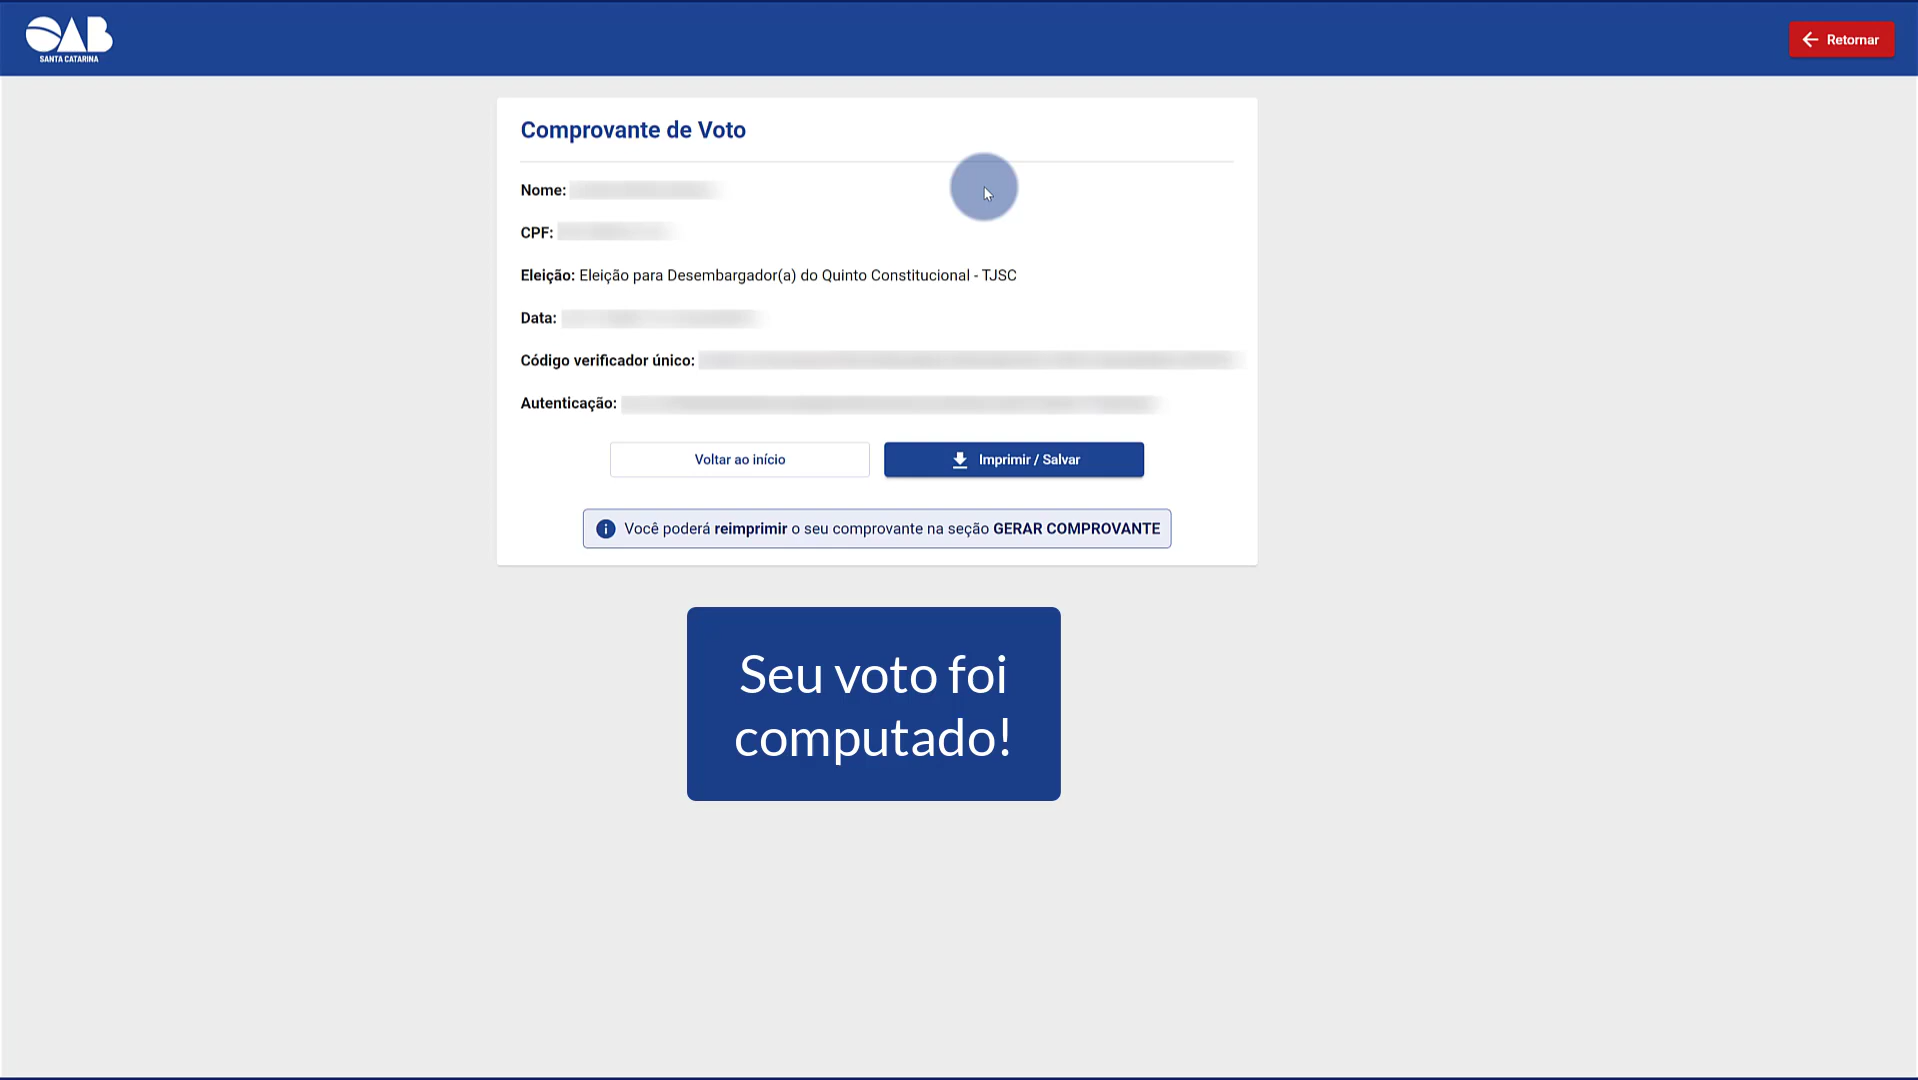 OAB
SANTA CATARINA
Retornar
Comprovante de Voto
Nome:
CPF:
Eleição: Eleição para Desembargador(a) do Quinto Constitucional - TJSC
Data:
Código verificador único:
Autenticação:
Voltar ao início
Imprimir / Salvar
Você poderá reimprimir o seu comprovante na seção GERAR COMPROVANTE
Seu voto foi
computado!